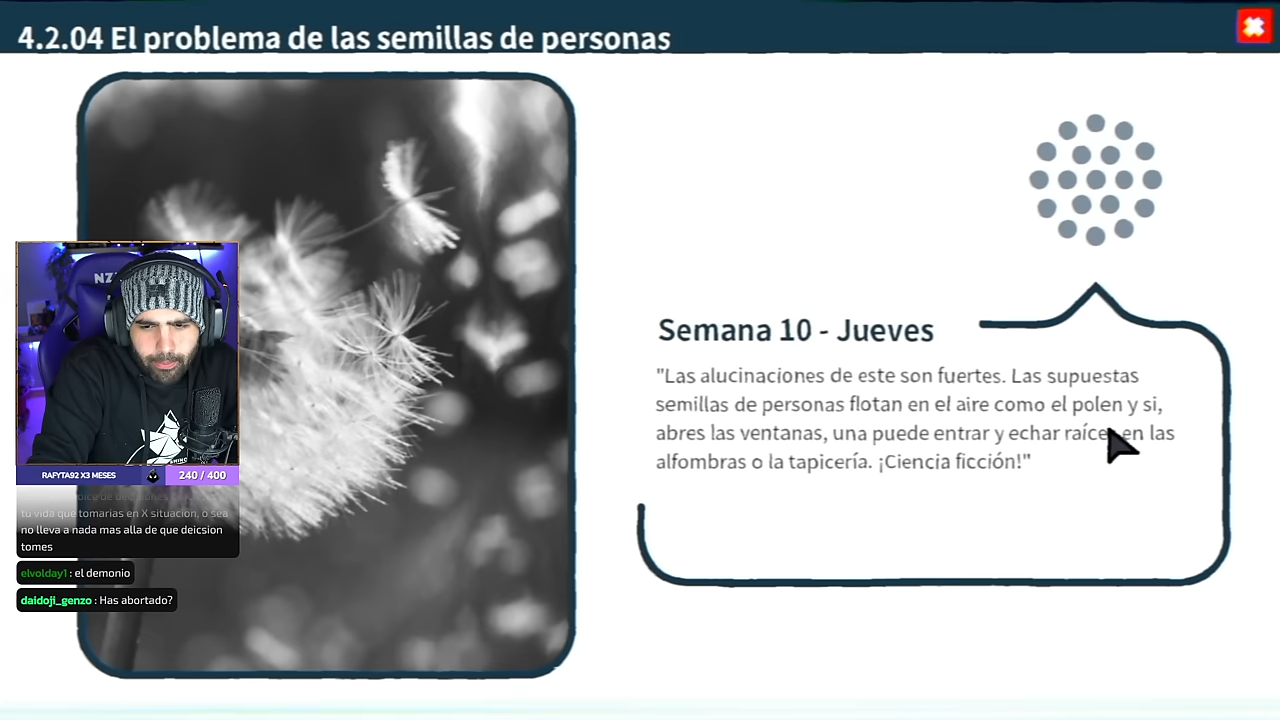 4.2.04 El problema de las semillas de personas
NZ
Semana 10 - Jueves
"Las alucinaciones de este son fuertes. Las supuestas
semillas de personas flotan en el aire como el polen y si,
abres las ventanas, una puede entrar y echar raíces en las
alfombras o la tapicería. ¡Ciencia ficción!"
RAFYTA92 X3 MESES
240 / 400
tu vida que tomarias en X situacion, o sea
no lleva a nada mas alla de que deicsion
tomes
elvolday1 : el demonio
daidoji_genzo : Has abortado?